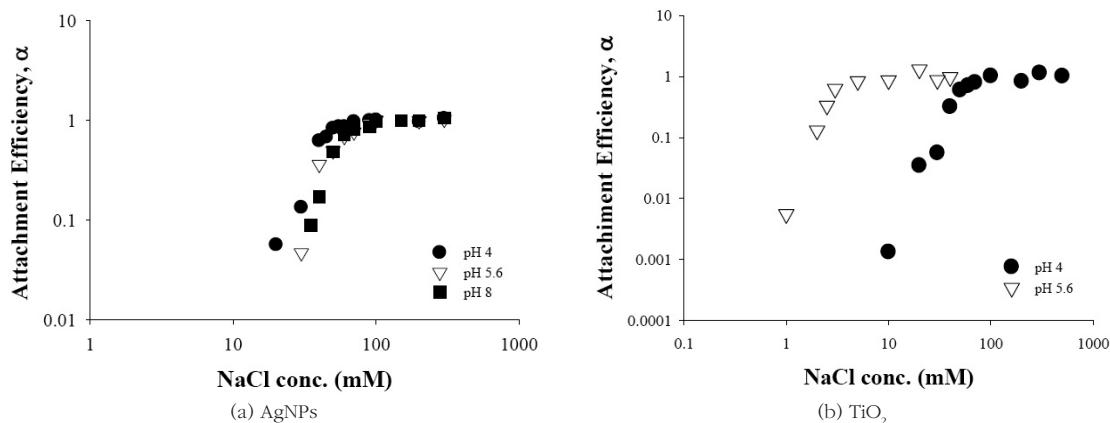 10
1
0.1
0.01
Attachment Efficiency, α
1
10
100
1000
NaCl conc. (mM)
pH 4
pH 5.6
pH 8
(a) AgNPs
10
1
0.1
0.01
0.001
0.0001
Attachiment Efficiency, α
0.1
1
10
100
1000
NaCl conc. (mM)
pH 4
pH 5.6
(b) TiO₂